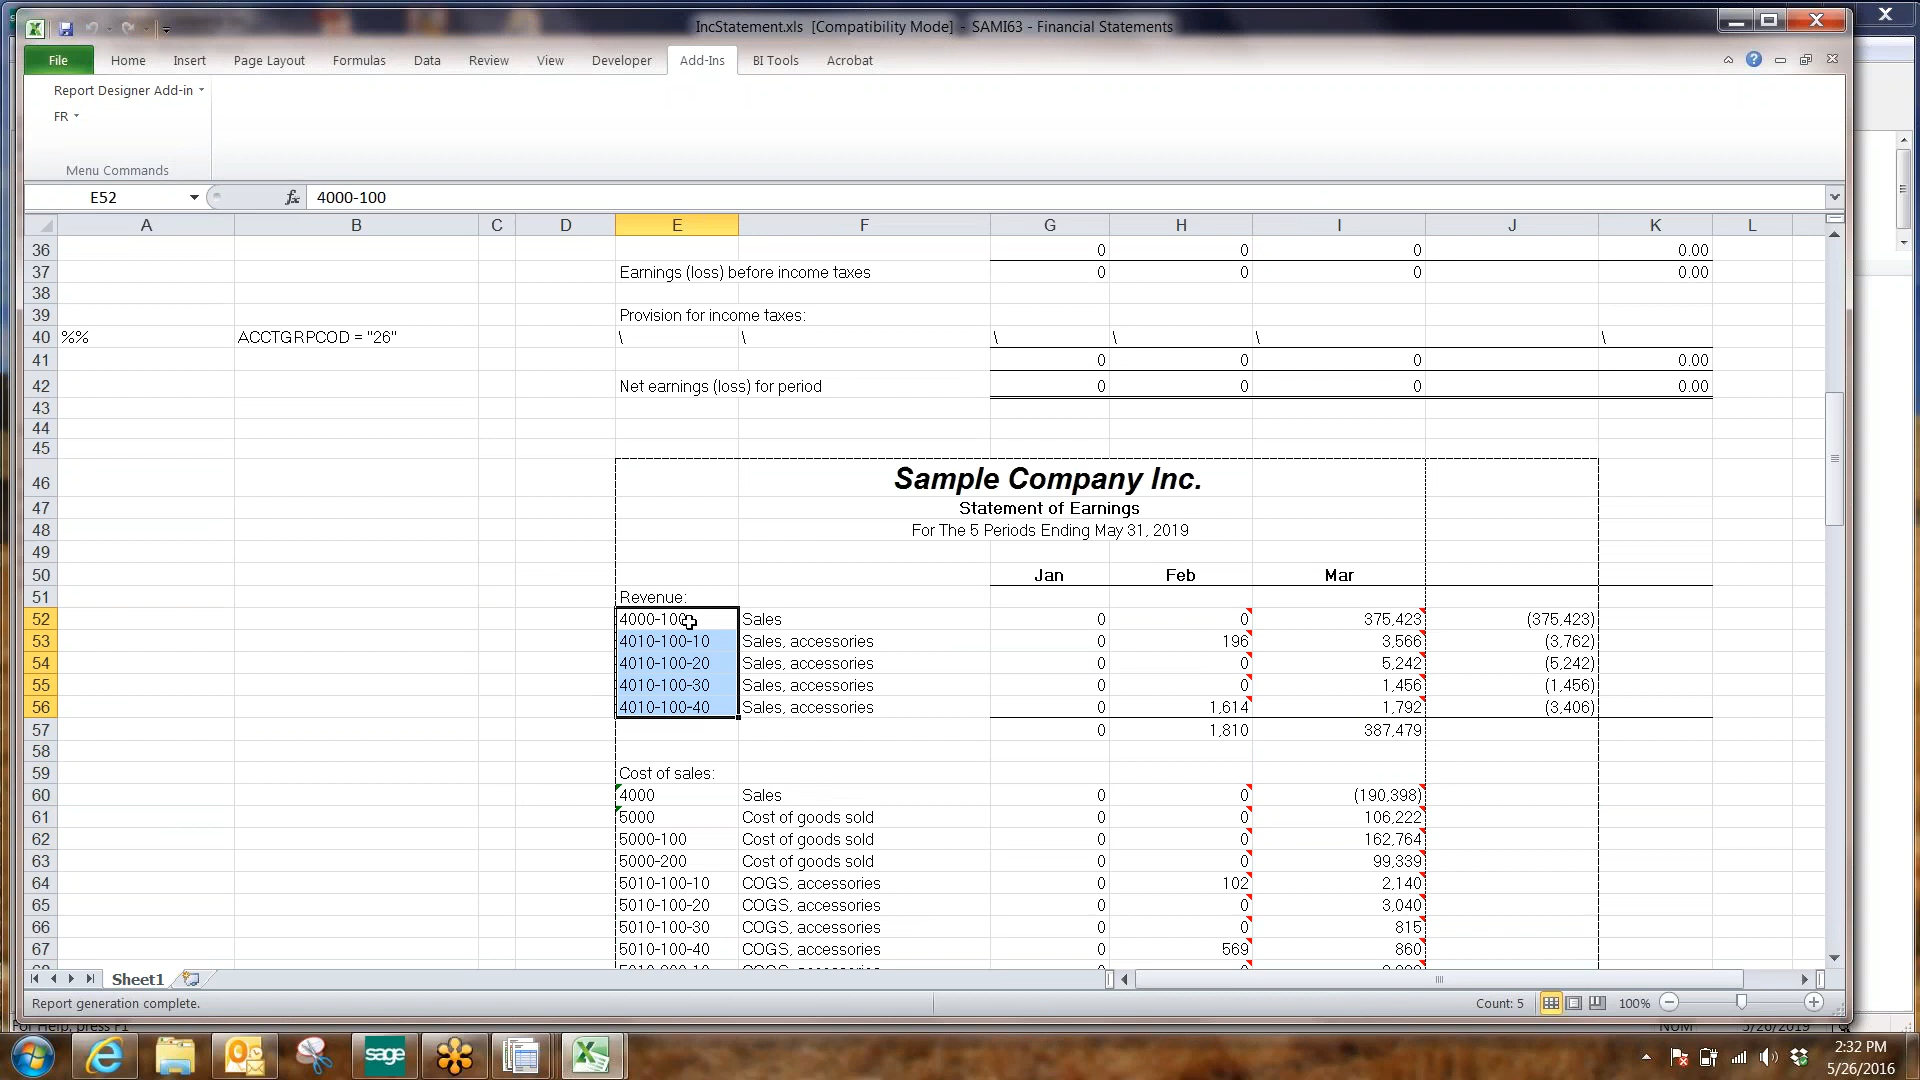 IncStatement.xls [Compatibility Mode] - SAMI63 - Financial Statements
File Home Insert Page Layout Formulas Data Review View Developer Add-Ins BI Tools Acrobat
Report Designer Add-in
FR
Menu Commands
E52 fx 4000-100
A B C D E F G H I J K L
36 0 0 0 0.00
37 Earnings (loss) before income taxes 0 0 0 0.00
38
39 Provision for income taxes:
40 %% ACCTGRPCOD = "26" \ \ \ \ \ \
41 0 0 0 0.00
42 Net earnings (loss) for period 0 0 0 0.00
43
44
45
46 Sample Company Inc.
47 Statement of Earnings
48 For The 5 Periods Ending May 31, 2019
49
50 Jan Feb Mar
51 Revenue:
52 4000-100 Sales 0 0 375,423 (375,423)
53 4010-100-10 Sales, accessories 0 196 3,566 (3,762)
54 4010-100-20 Sales, accessories 0 0 5,242 (5,242)
55 4010-100-30 Sales, accessories 0 0 1,456 (1,456)
56 4010-100-40 Sales, accessories 0 1,614 1,792 (3,406)
57 0 1,810 387,479
58
59 Cost of sales:
60 4000 Sales 0 0 (190,398)
61 5000 Cost of goods sold 0 0 106,222
62 5000-100 Cost of goods sold 0 0 162,764
63 5000-200 Cost of goods sold 0 0 99,339
64 5010-100-10 COGS, accessories 0 102 2,140
65 5010-100-20 COGS, accessories 0 0 3,040
66 5010-100-30 COGS, accessories 0 0 815
67 5010-100-40 COGS, accessories 0 569 860
Sheet1
Report generation complete. Count: 5 100%
For Help, press F1 NUM 5/26/2019
sage
2:32 PM
5/26/2016